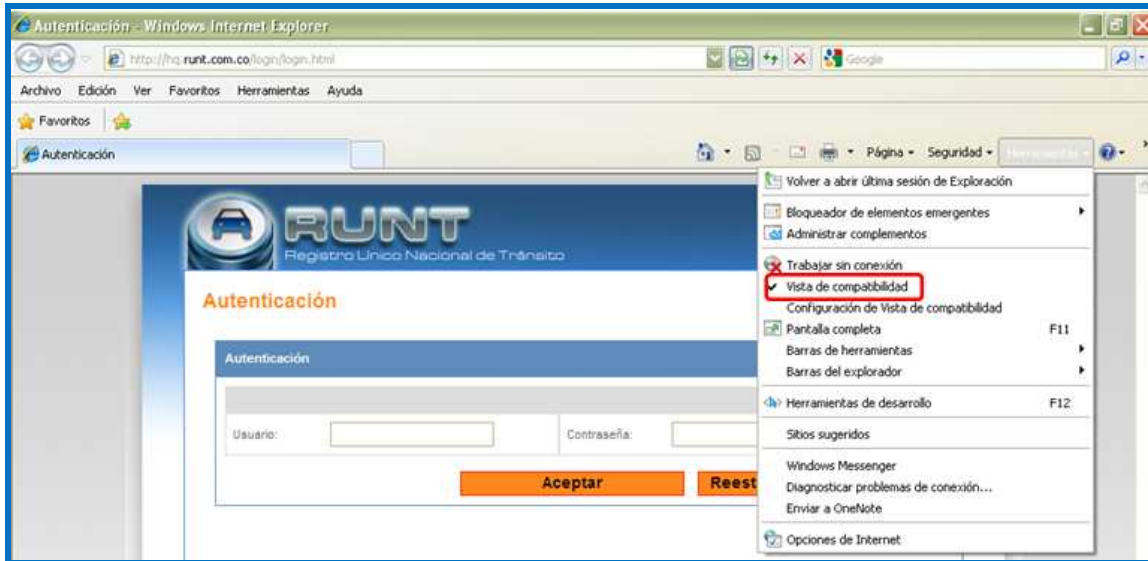 Autenticación - Windows Internet Explorer
http://hq.runt.com.co/login/login.html
Google
Archivo Edición Ver Favoritos Herramientas Ayuda
Favoritos
Autenticación
Página Seguridad Herramientas
RUNT
Registro Unico Nacional de Tránsito
Autenticación
Autenticación
Usuario: Contraseña:
Aceptar Reest
Volver a abrir última sesión de Exploración
Bloqueador de elementos emergentes
Administrar complementos
Trabajar sin conexión
Vista de compatibilidad
Configuración de Vista de compatibilidad
Pantalla completa F11
Barras de herramientas
Barras del explorador
Herramientas de desarrollo F12
Sitios sugeridos
Windows Messenger
Diagnosticar problemas de conexión...
Enviar a OneNote
Opciones de Internet